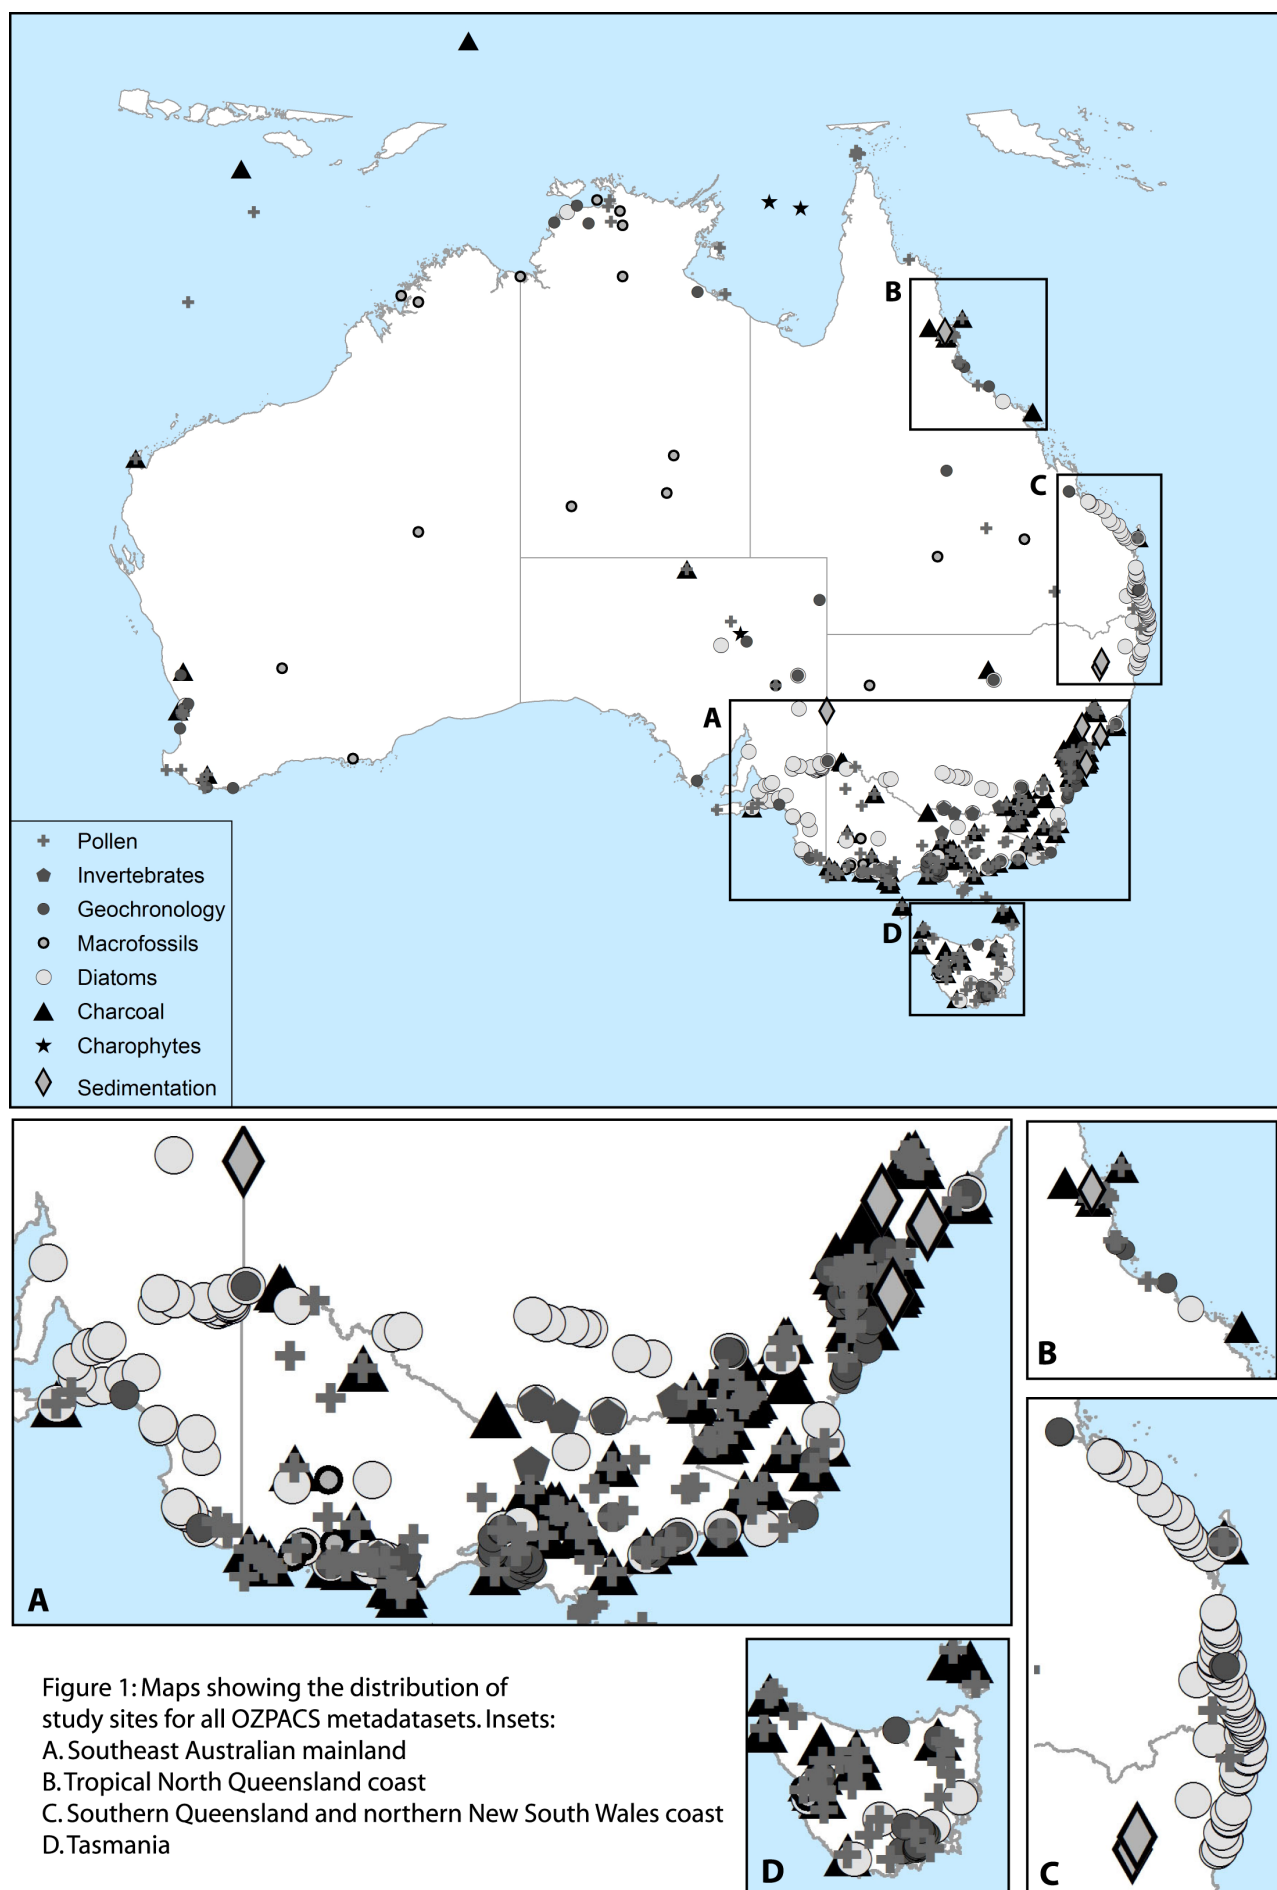 B
C
A
D
Pollen
Invertebrates
Geochronology
Macrofossils
Diatoms
Charcoal
Charophytes
Sedimentation
A
B
C
D
Figure 1: Maps showing the distribution of
study sites for all OZPACS metadatasets. Insets:
A. Southeast Australian mainland
B. Tropical North Queensland coast
C. Southern Queensland and northern New South Wales coast
D. Tasmania